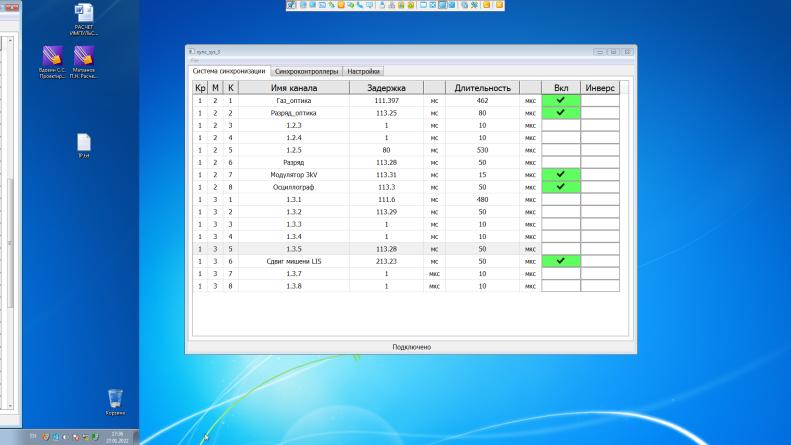 РАСЧЕТ
ИМПУЛЬС...
Вдовин С.С.
Проектир...
Матханов
П.Н. Расче...
IP.txt
Корзина
EN
27.01.2022
sync_sys_5
Система синхронизации Синхроконтроллеры Настройки
Кр М К Имя канала Задержка Длительность Вкл Инверс
1 2 1 Газ_оптика 111.397 мс 462 мкс
1 2 2 Разряд_оптика 113.25 мс 80 мкс
1 2 3 1.2.3 1 мс 10 мкс
1 2 4 1.2.4 1 мс 10 мкс
1 2 5 1.2.5 80 мс 530 мкс
1 2 6 Разряд 113.28 мс 50 мкс
1 2 7 Модулятор 3kV 113.31 мс 15 мкс
1 2 8 Осциллограф 113.3 мс 50 мкс
1 3 1 1.3.1 111.6 мс 480 мкс
1 3 2 1.3.2 113.29 мс 50 мкс
1 3 3 1.3.3 1 мс 10 мкс
1 3 4 1.3.4 1 мс 10 мкс
1 3 5 1.3.5 113.28 мс 50 мкс
1 3 6 Сдвиг мишени LIS 213.23 мс 50 мкс
1 3 7 1.3.7 1 мкс 10 мкс
1 3 8 1.3.8 1 мкс 10 мкс
Подключено